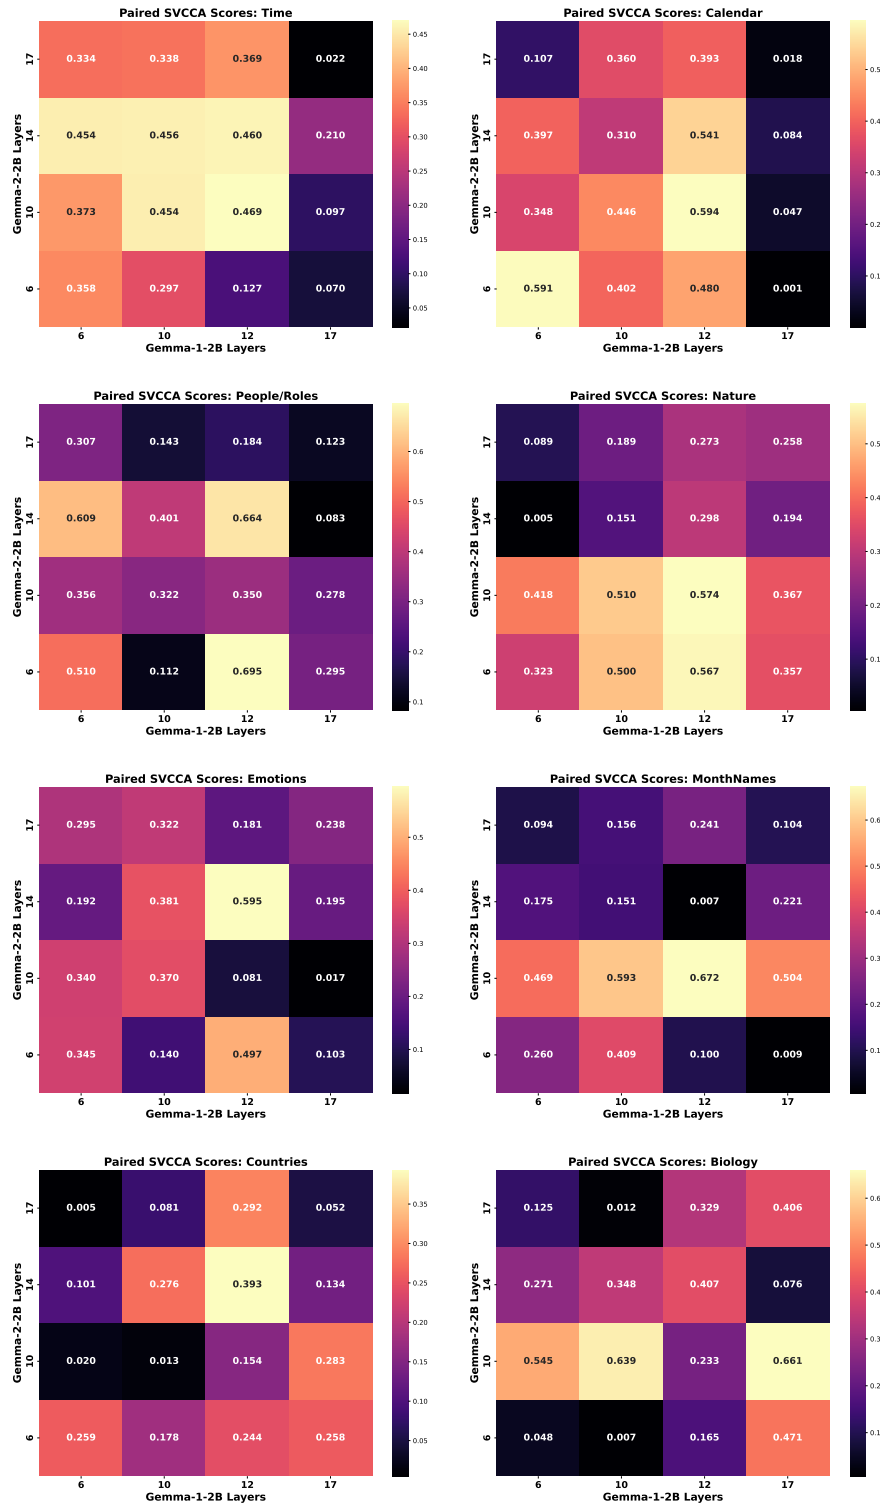 Paired SVCCA Scores: Time
17 0.334 0.338 0.369 0.022
14 0.454 0.456 0.460 0.210
10 0.373 0.454 0.469 0.097
6 0.358 0.297 0.127 0.070
6 10 12 17
Gemma-1-2B Layers
Gemma-2-2B Layers
0.45
0.40
0.35
0.30
0.25
0.20
0.15
0.10
0.05
Paired SVCCA Scores: Calendar
17 0.107 0.360 0.393 0.018
14 0.397 0.310 0.541 0.084
10 0.348 0.446 0.594 0.047
6 0.591 0.402 0.480 0.001
6 10 12 17
Gemma-1-2B Layers
Gemma-2-2B Layers
Paired SVCCA Scores: People/Roles
17 0.307 0.143 0.184 0.123
14 0.609 0.401 0.664 0.083
10 0.356 0.322 0.350 0.278
6 0.510 0.112 0.695 0.295
6 10 12 17
Gemma-1-2B Layers
Gemma-2-2B Layers
0.6
0.5
0.4
0.3
0.2
0.1
Paired SVCCA Scores: Nature
17 0.089 0.189 0.273 0.258
14 0.005 0.151 0.298 0.194
10 0.418 0.510 0.574 0.367
6 0.323 0.500 0.567 0.357
6 10 12 17
Gemma-1-2B Layers
Gemma-2-2B Layers
Paired SVCCA Scores: Emotions
17 0.295 0.322 0.181 0.238
14 0.192 0.381 0.595 0.195
10 0.340 0.370 0.081 0.017
6 0.345 0.140 0.497 0.103
6 10 12 17
Gemma-1-2B Layers
Gemma-2-2B Layers
0.5
0.4
0.3
0.2
0.1
Paired SVCCA Scores: MonthNames
17 0.094 0.156 0.241 0.104
14 0.175 0.151 0.007 0.221
10 0.469 0.593 0.672 0.504
6 0.260 0.409 0.100 0.009
6 10 12 17
Gemma-1-2B Layers
Gemma-2-2B Layers
Paired SVCCA Scores: Countries
17 0.005 0.081 0.292 0.052
14 0.101 0.276 0.393 0.134
10 0.020 0.013 0.154 0.283
6 0.259 0.178 0.244 0.258
6 10 12 17
Gemma-1-2B Layers
Gemma-2-2B Layers
0.35
0.30
0.25
0.20
0.15
0.10
0.05
Paired SVCCA Scores: Biology
17 0.125 0.012 0.329 0.406
14 0.271 0.348 0.407 0.076
10 0.545 0.639 0.233 0.661
6 0.048 0.007 0.165 0.471
6 10 12 17
Gemma-1-2B Layers
Gemma-2-2B Layers